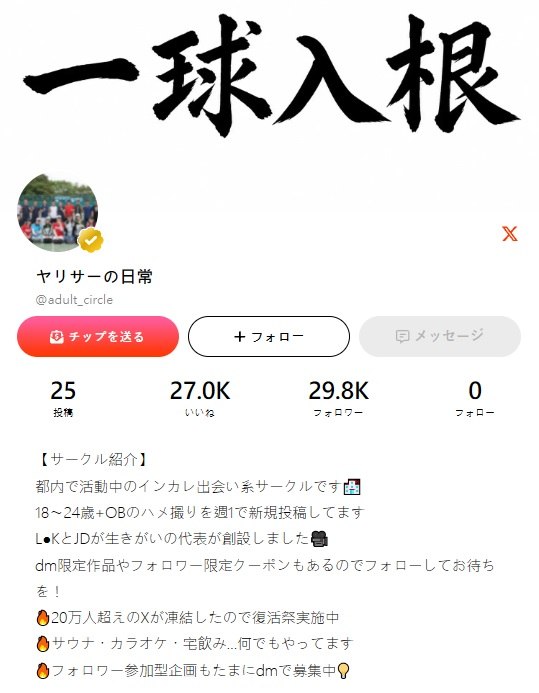 一球入根
ヤリサーの日常
@adult_circle
チップを送る
+フォロー
メッセージ
25
27.0K
29.8K
0
投稿
いいね
フォロワー
フォロー
【サークル紹介】
都内で活動中のインカレ出会い系サークルです🏩
18〜24歳+OBのハメ撮りを週1で新規投稿してます
L●KとJDが生きがいの代表が創設しました🎥
dm限定作品やフォロワー限定クーポンもあるのでフォローしてお待ち
を！
🔥20万人超えのXが凍結したので復活祭実施中
🔥サウナ・カラオケ・宅飲み...何でもやってます
🔥フォロワー参加型企画もたまにdmで募集中💡